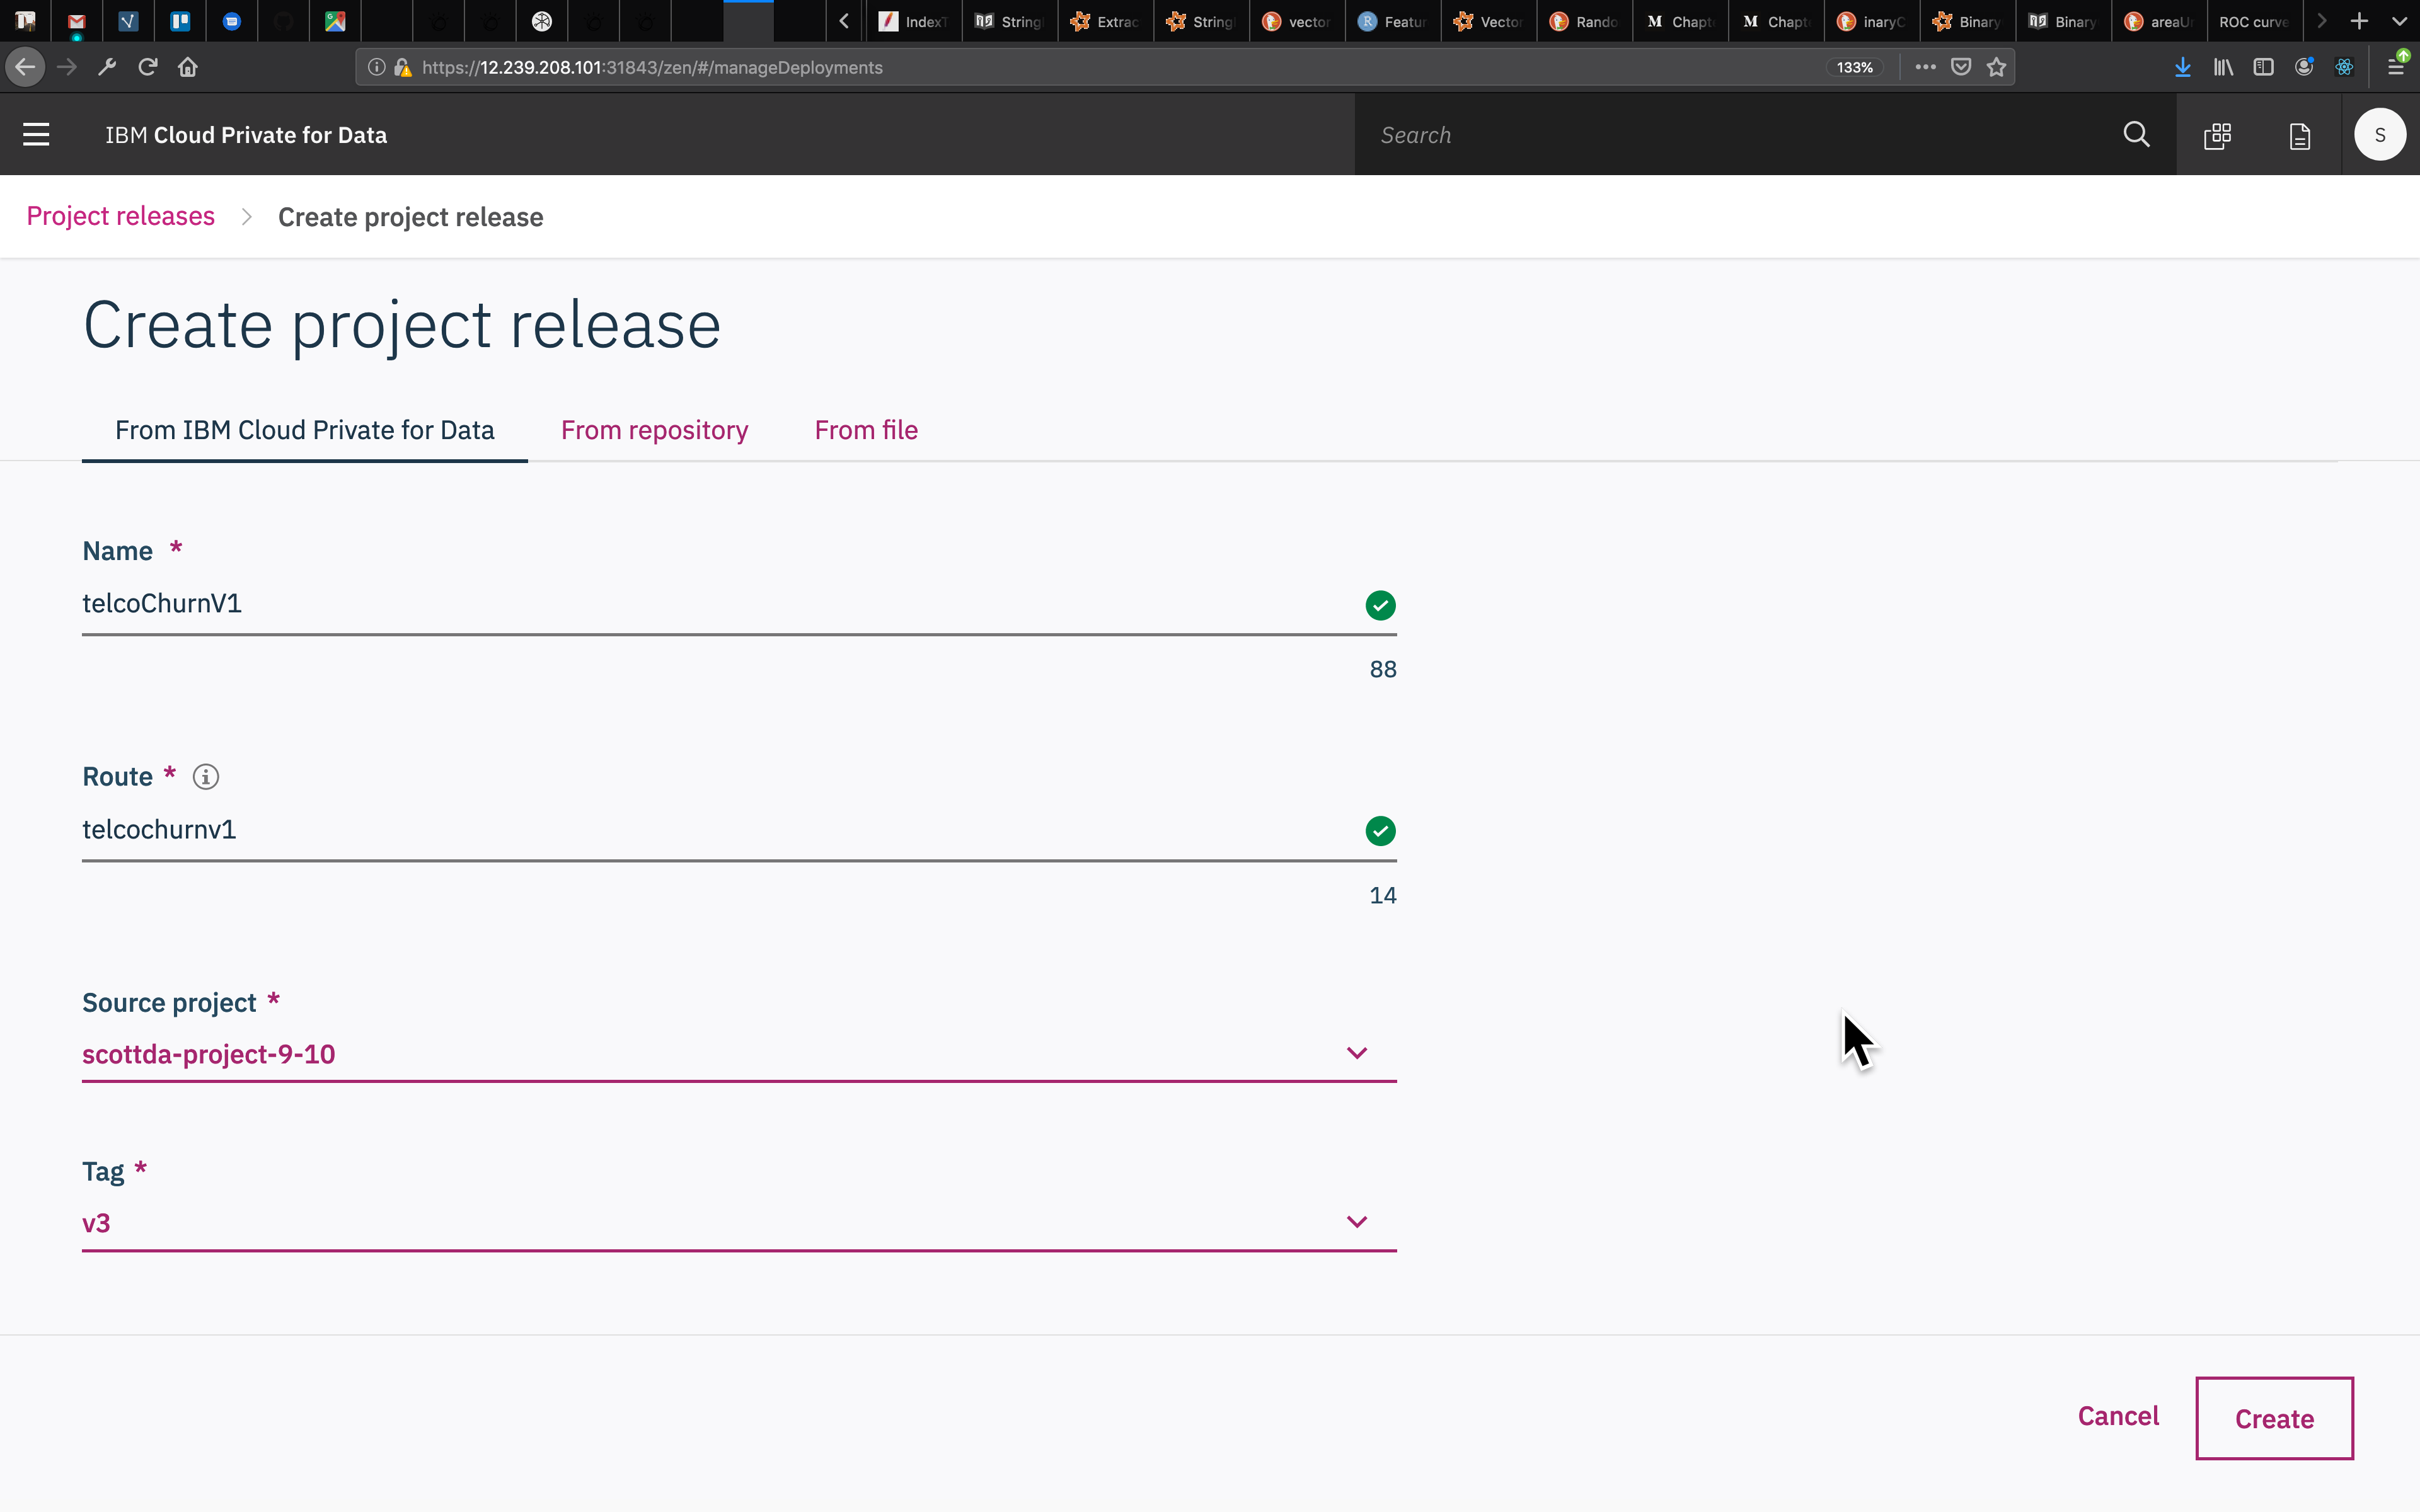 IndexT
String
Extrac
String
vector
Featur
Vector
Rando
Chapt
Chapt
inaryC
Binary
Binary
areaU
ROC curve
https://12.239.208.101:31843/zen/#/manageDeployments
133%
IBM Cloud Private for Data
Search
S
Project releases > Create project release
Create project release
From IBM Cloud Private for Data
From repository
From file
Name *
telcoChurnV1
88
Route *
telcochurnv1
14
Source project *
scottda-project-9-10
Tag *
v3
Cancel
Create